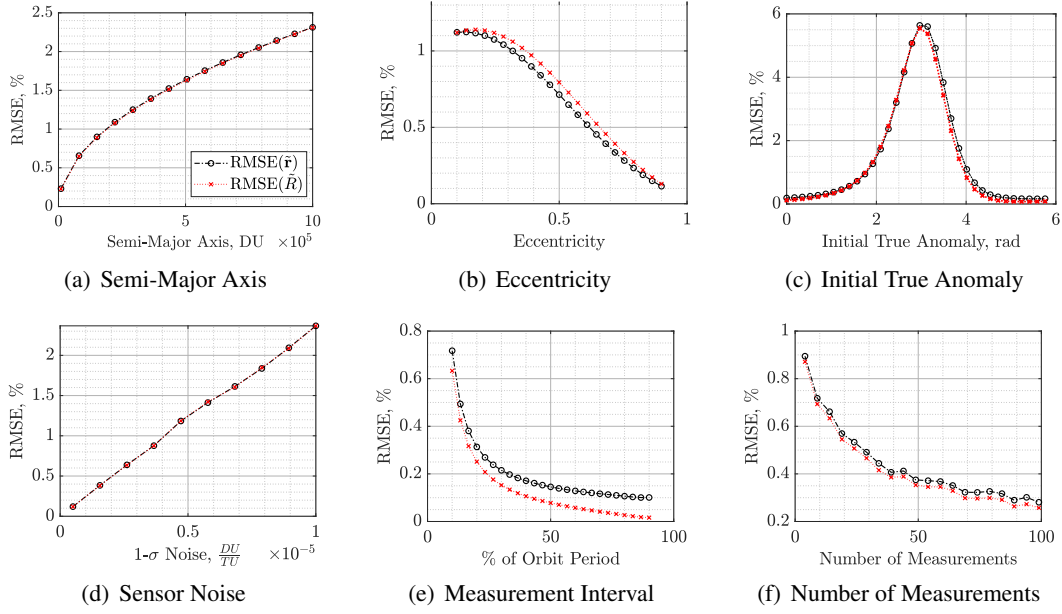 RMSE, %
2.5
2
1.5
1
0.5
0
RMSE(r̃)
RMSE(R̃)
0 5 10
Semi-Major Axis, DU ×10⁵
(a) Semi-Major Axis
RMSE, %
1
0.5
0
0 0.5 1
Eccentricity
(b) Eccentricity
RMSE, %
6
4
2
0
0 2 4 6
Initial True Anomaly, rad
(c) Initial True Anomaly
RMSE, %
2
1.5
1
0.5
0
0 0.5 1
1-σ Noise, DU/TU ×10⁻⁵
(d) Sensor Noise
RMSE, %
0.8
0.6
0.4
0.2
0
0 50 100
% of Orbit Period
(e) Measurement Interval
RMSE, %
1
0.8
0.6
0.4
0.2
0 20 40 60 80 100
Number of Measurements
(f) Number of Measurements